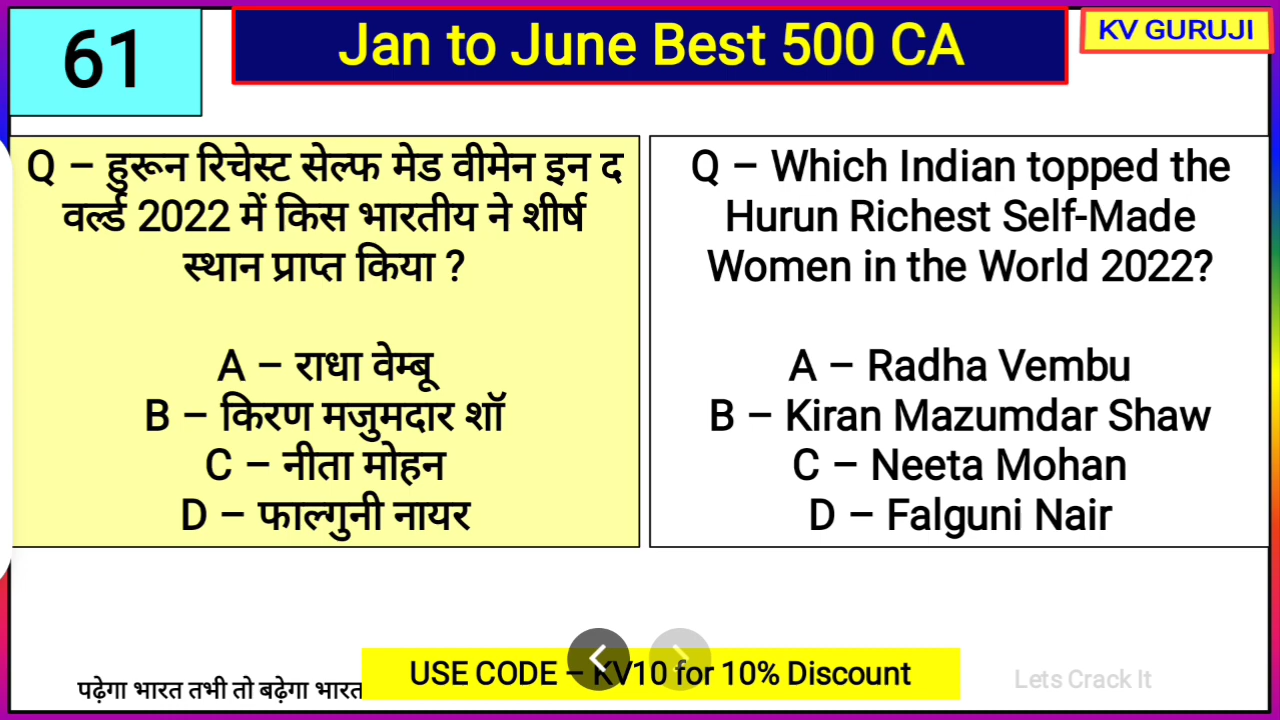 61
Jan to June Best 500 CA
KV GURUJI
Q – हुरून रिचेस्ट सेल्फ मेड वीमेन इन द
वर्ल्ड 2022 में किस भारतीय ने शीर्ष
स्थान प्राप्त किया ?
A – राधा वेम्बू
B – किरण मजुमदार शॉ
C – नीता मोहन
D – फाल्गुनी नायर
Q – Which Indian topped the
Hurun Richest Self-Made
Women in the World 2022?
A – Radha Vembu
B – Kiran Mazumdar Shaw
C – Neeta Mohan
D – Falguni Nair
पढ़ेगा भारत तभी तो बढ़ेगा भारत
USE CODE – KV10 for 10% Discount
Lets Crack It